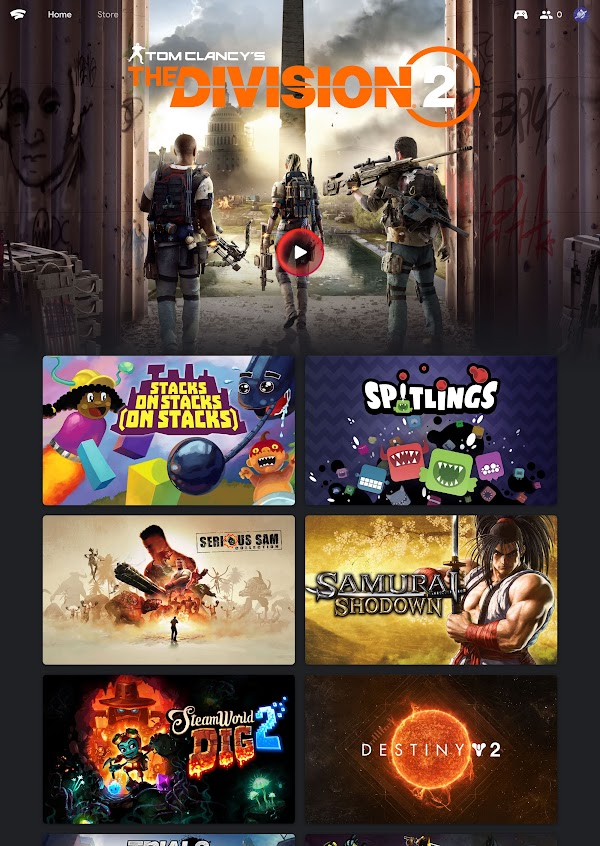 Home
Store
0
TOM CLANCY'S
THE DIVISION 2
STACKS
ON STACKS
(ON STACKS)
SPITLINGS
SERIOUS SAM
COLLECTION
SAMURAI
SHODOWN
SteamWorld
DIG 2
DESTINY 2
TRIALS